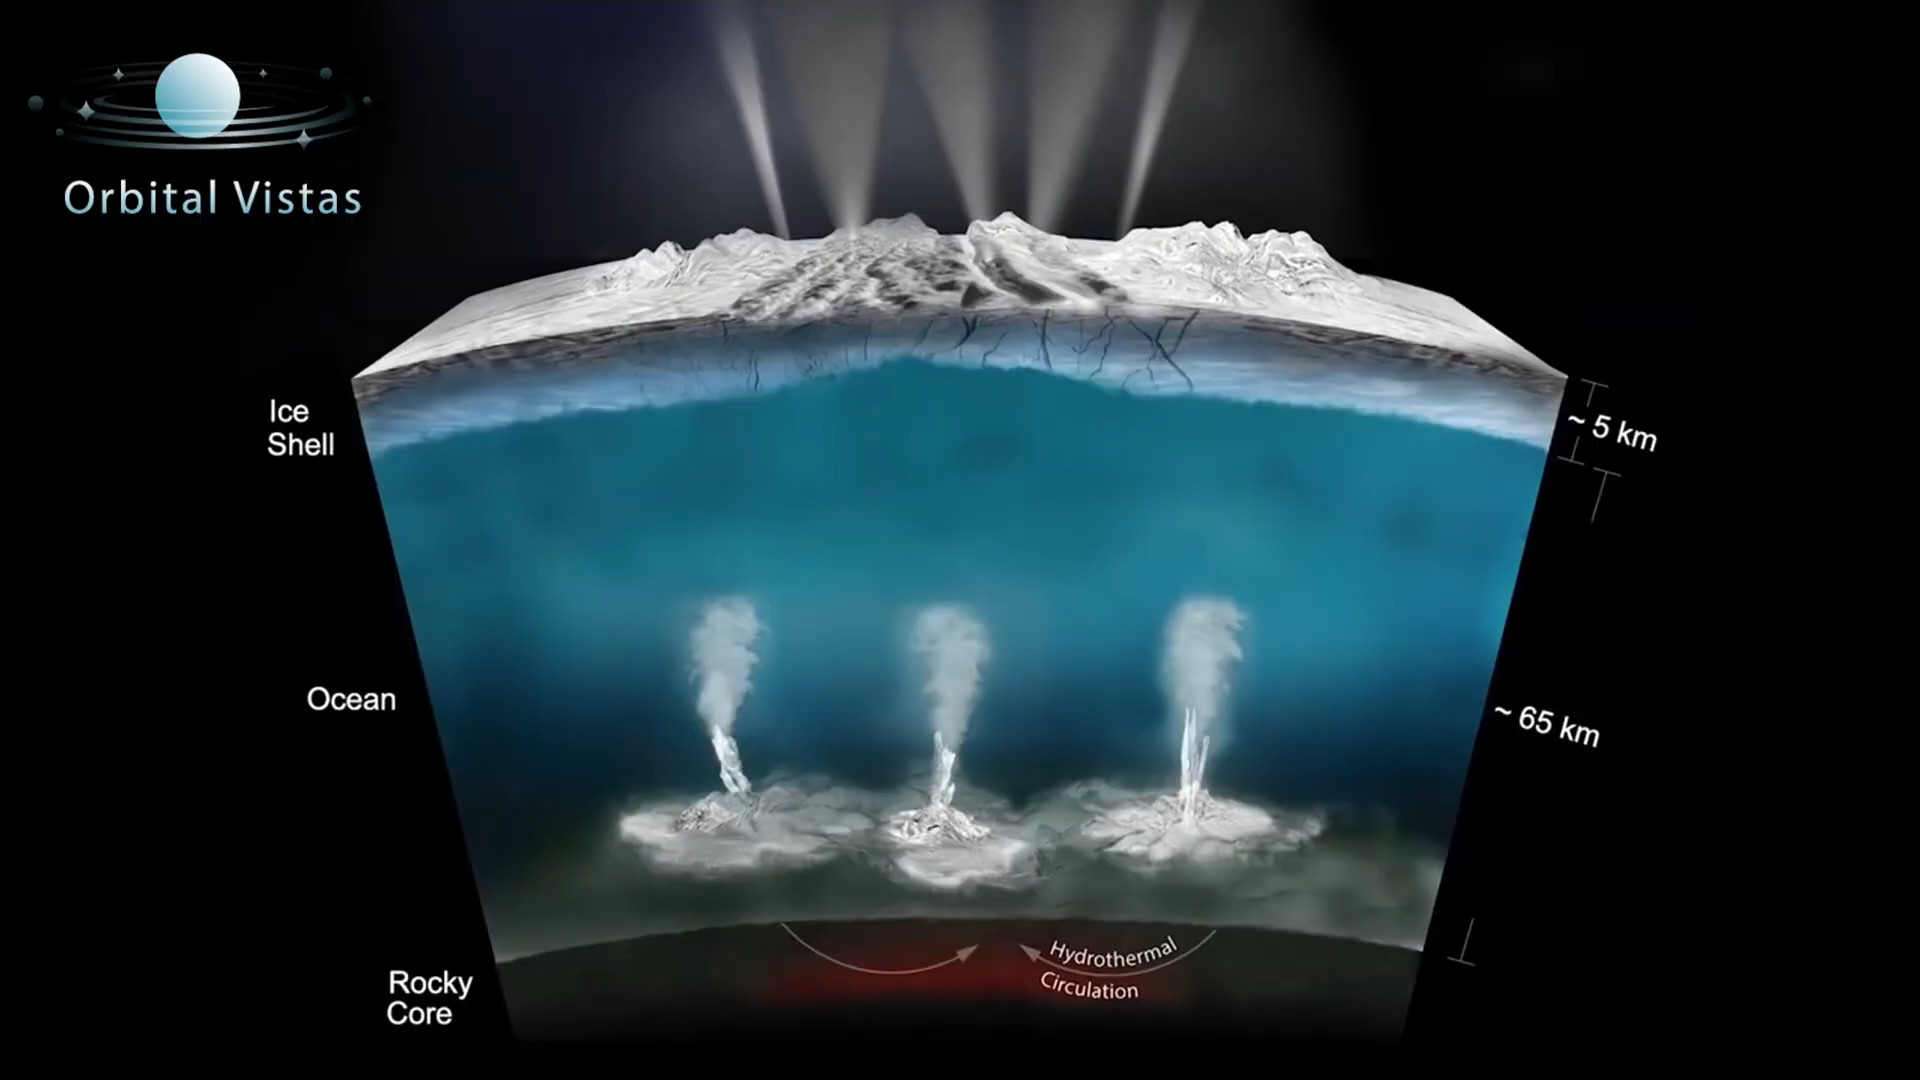 Orbital Vistas
Ice
Shell
~ 5 km
Ocean
~ 65 km
Rocky
Core
Hydrothermal
Circulation